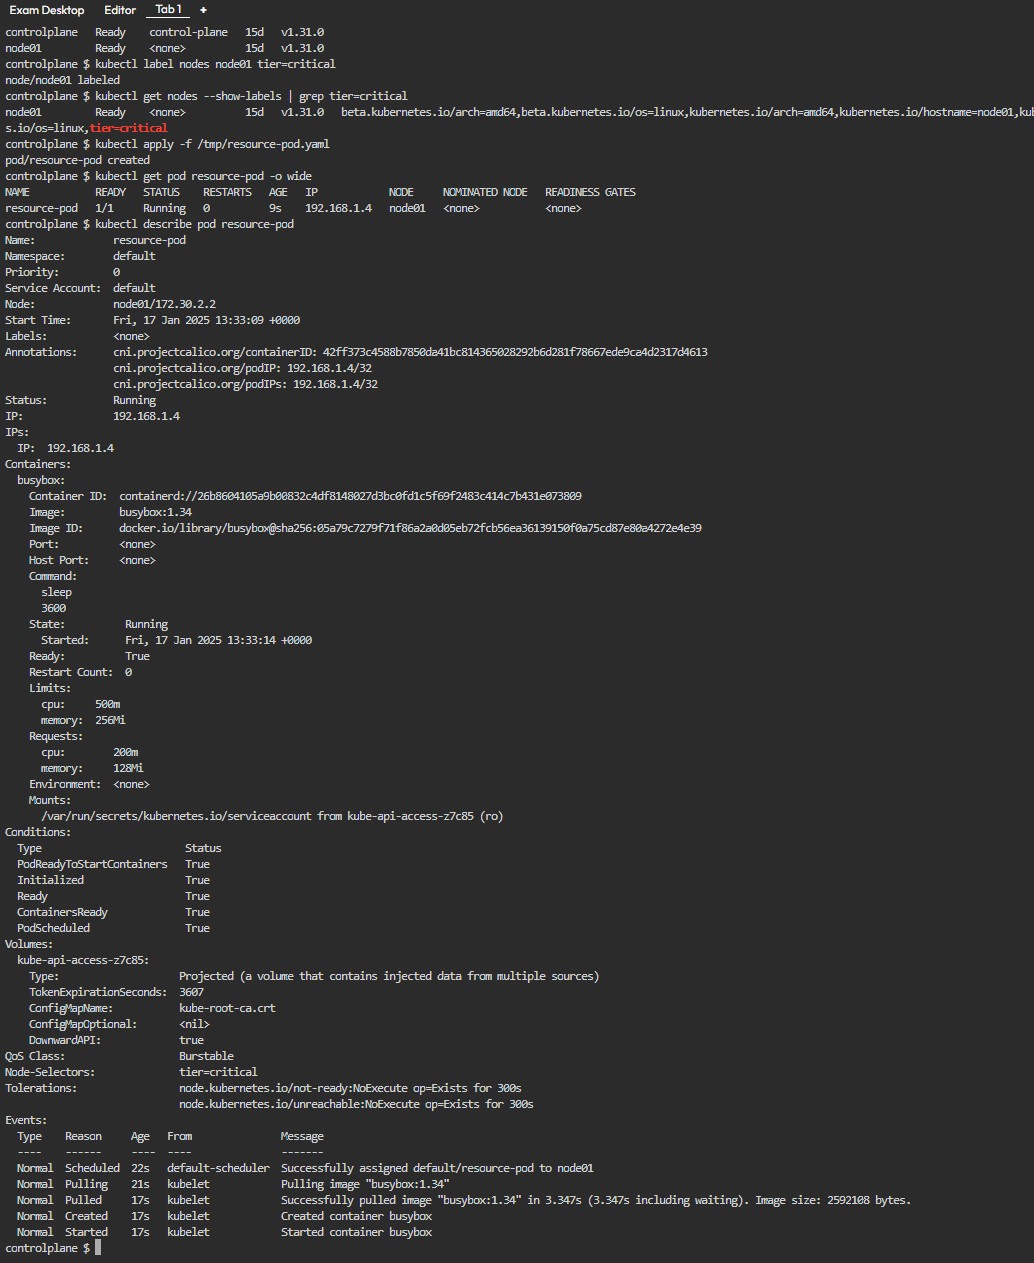 Exam Desktop Editor Tab 1 +
controlplane Ready control-plane 15d v1.31.0
node01 Ready <none> 15d v1.31.0
controlplane $ kubectl label nodes node01 tier=critical
node/node01 labeled
controlplane $ kubectl get nodes --show-labels | grep tier=critical
node01 Ready <none> 15d v1.31.0 beta.kubernetes.io/arch=amd64,beta.kubernetes.io/os=linux,kubernetes.io/arch=amd64,kubernetes.io/hostname=node01,kub
s.io/os=linux,tier=critical
controlplane $ kubectl apply -f /tmp/resource-pod.yaml
pod/resource-pod created
controlplane $ kubectl get pod resource-pod -o wide
NAME READY STATUS RESTARTS AGE IP NODE NOMINATED NODE READINESS GATES
resource-pod 1/1 Running 0 9s 192.168.1.4 node01 <none> <none>
controlplane $ kubectl describe pod resource-pod
Name: resource-pod
Namespace: default
Priority: 0
Service Account: default
Node: node01/172.30.2.2
Start Time: Fri, 17 Jan 2025 13:33:09 +0000
Labels: <none>
Annotations: cni.projectcalico.org/containerID: 42ff373c4588b7850da41bc814365028292b6d281f78667ede9ca4d2317d4613
cni.projectcalico.org/podIP: 192.168.1.4/32
cni.projectcalico.org/podIPs: 192.168.1.4/32
Status: Running
IP: 192.168.1.4
IPs:
IP: 192.168.1.4
Containers:
busybox:
Container ID: containerd://26b8604105a9b00832c4df8148027d3bc0fd1c5f69f2483c414c7b431e073809
Image: busybox:1.34
Image ID: docker.io/library/busybox@sha256:05a79c7279f71f86a2a0d05eb72fcb56ea36139150f0a75cd87e80a4272e4e39
Port: <none>
Host Port: <none>
Command:
sleep
3600
State: Running
Started: Fri, 17 Jan 2025 13:33:14 +0000
Ready: True
Restart Count: 0
Limits:
cpu: 500m
memory: 256Mi
Requests:
cpu: 200m
memory: 128Mi
Environment: <none>
Mounts:
/var/run/secrets/kubernetes.io/serviceaccount from kube-api-access-z7c85 (ro)
Conditions:
Type Status
PodReadyToStartContainers True
Initialized True
Ready True
ContainersReady True
PodScheduled True
Volumes:
kube-api-access-z7c85:
Type: Projected (a volume that contains injected data from multiple sources)
TokenExpirationSeconds: 3607
ConfigMapName: kube-root-ca.crt
ConfigMapOptional: <nil>
DownwardAPI: true
QoS Class: Burstable
Node-Selectors: tier=critical
Tolerations: node.kubernetes.io/not-ready:NoExecute op=Exists for 300s
node.kubernetes.io/unreachable:NoExecute op=Exists for 300s
Events:
Type Reason Age From Message
---- ------ ---- ---- -------
Normal Scheduled 22s default-scheduler Successfully assigned default/resource-pod to node01
Normal Pulling 21s kubelet Pulling image "busybox:1.34"
Normal Pulled 17s kubelet Successfully pulled image "busybox:1.34" in 3.347s (3.347s including waiting). Image size: 2592108 bytes.
Normal Created 17s kubelet Created container busybox
Normal Started 17s kubelet Started container busybox
controlplane $